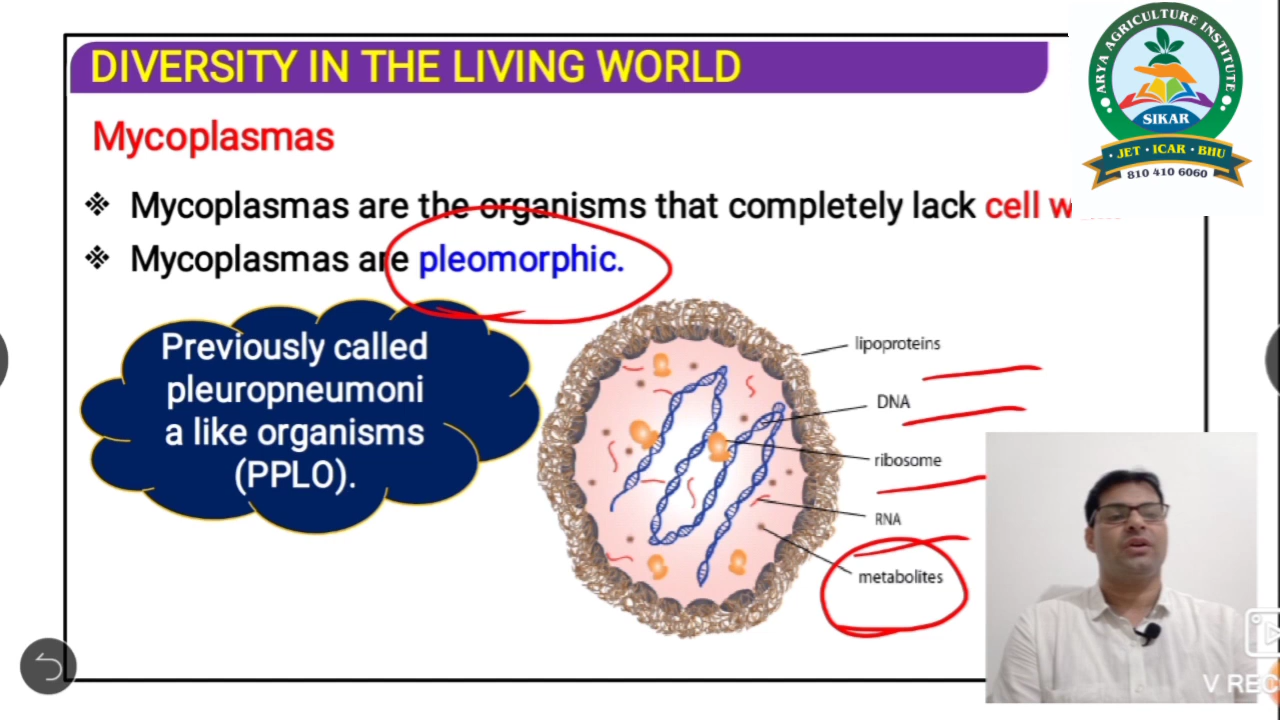 DIVERSITY IN THE LIVING WORLD
ARYA AGRICULTURE INSTITUTE
SIKAR
· JET · ICAR · BHU ·
810 410 6060
Mycoplasmas
❖ Mycoplasmas are the organisms that completely lack cell
❖ Mycoplasmas are pleomorphic.
Previously called
pleuropneumoni
a like organisms
(PPLO).
lipoproteins
DNA
ribosome
RNA
metabolites
V REC